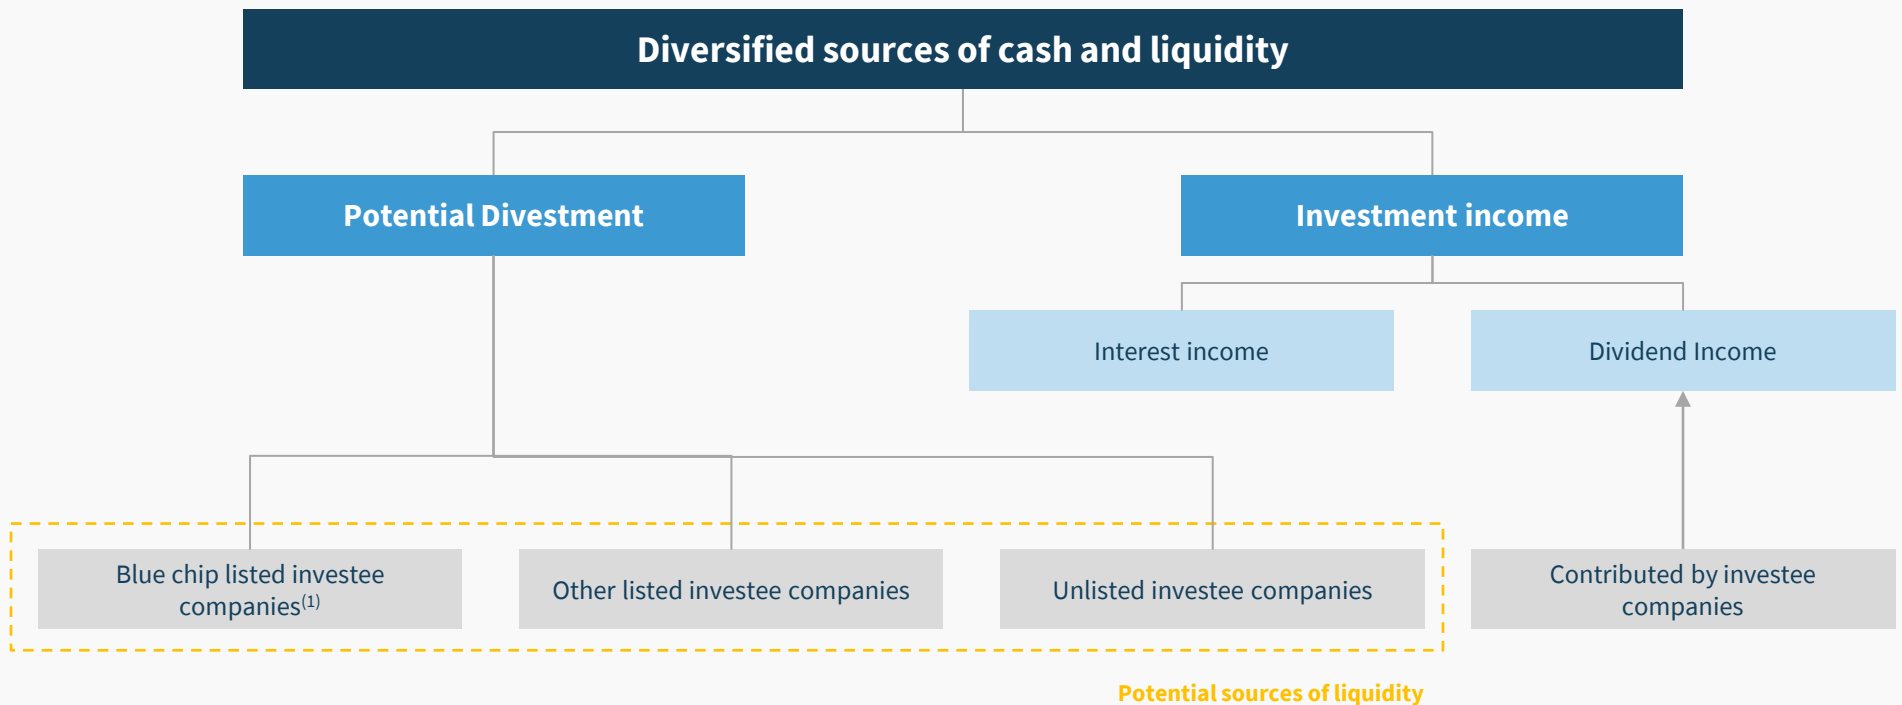 Diversified sources of cash and liquidity
Potential Divestment
Investment income
Interest income
Dividend Income
Blue chip listed investee
companies(1)
Other listed investee companies
Unlisted investee companies
Contributed by investee
companies
Potential sources of liquidity